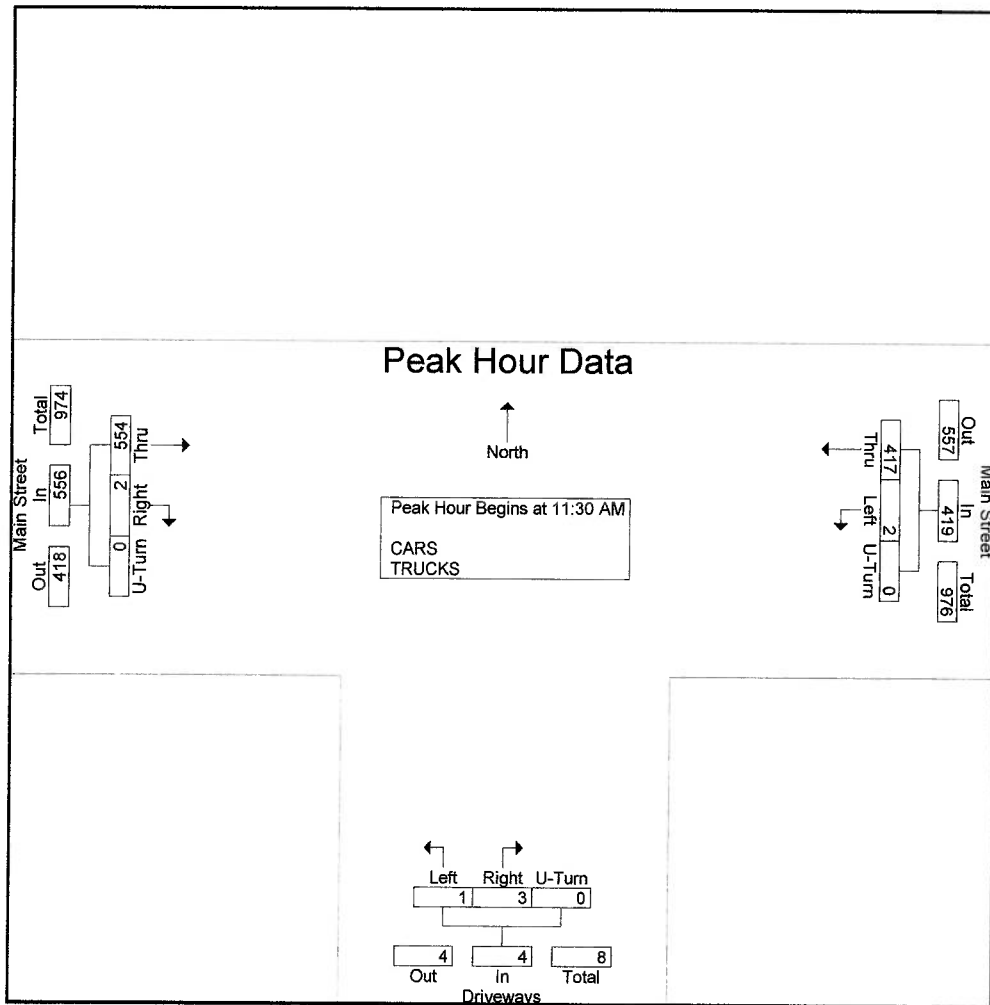 Peak Hour Data
North
Peak Hour Begins at 11:30 AM
CARS
TRUCKS
Main Street
Total In Out
974 556 418
554 2 0
Thru Right U-Turn
Out In Total
557 419 976
417 2 0
Thru Left U-Turn
Main Street
Left Right U-Turn
1 3 0
4 4 8
Out In Total
Driveways